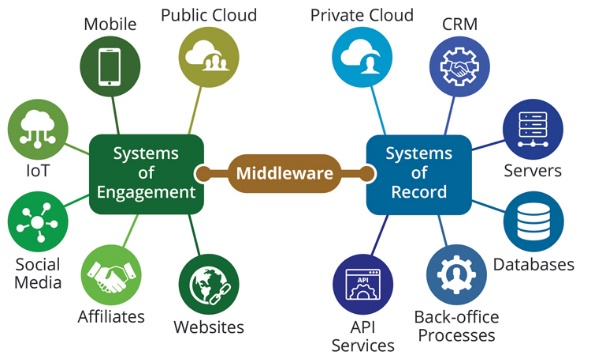 Mobile
Public Cloud
Private Cloud
CRM
IoT
Systems
of
Engagement
Middleware
Systems
of
Record
Servers
Social
Media
Databases
Affiliates
Websites
API
API
Services
Back-office
Processes